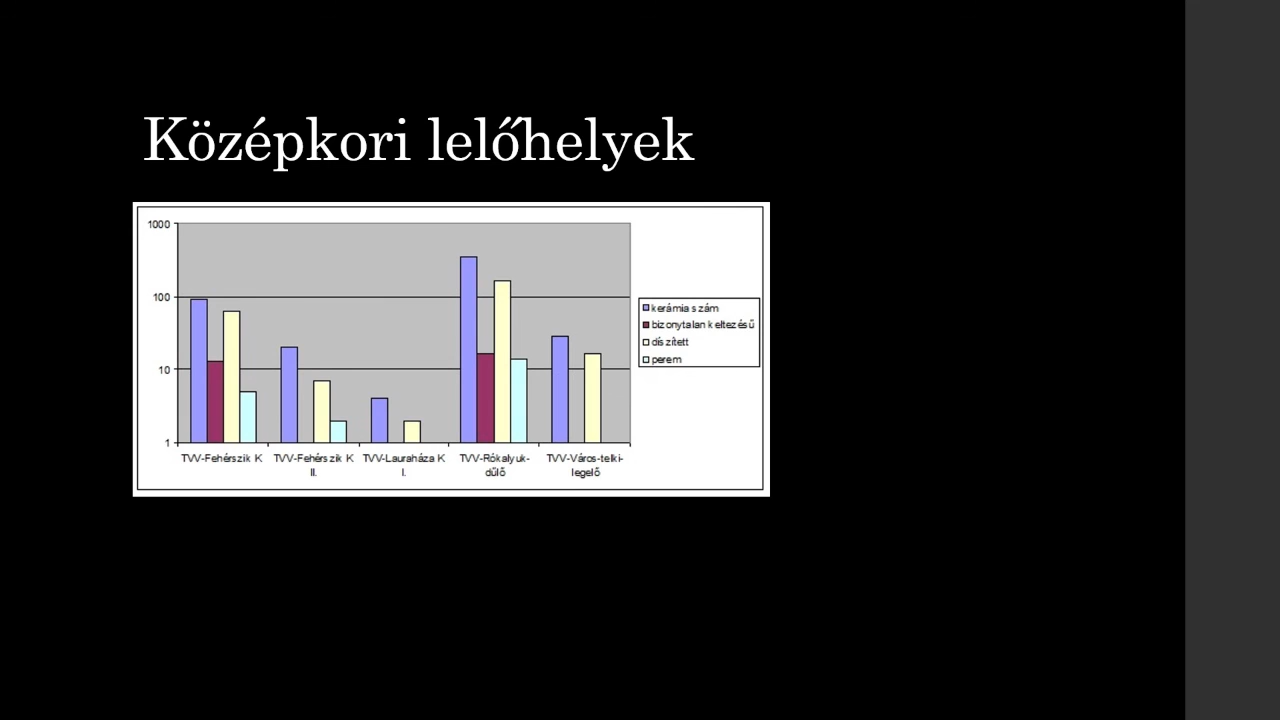 Középkori lelőhelyek
1000
100
10
1
kerámia szám
bizonytalan keltezésű
díszített
perem
TVV-Fehérszik K
TVV-Fehérszik K II.
TVV-Lauraháza K I.
TVV-Rókalyuk-dűlő
TVV-Város-telki-legelő